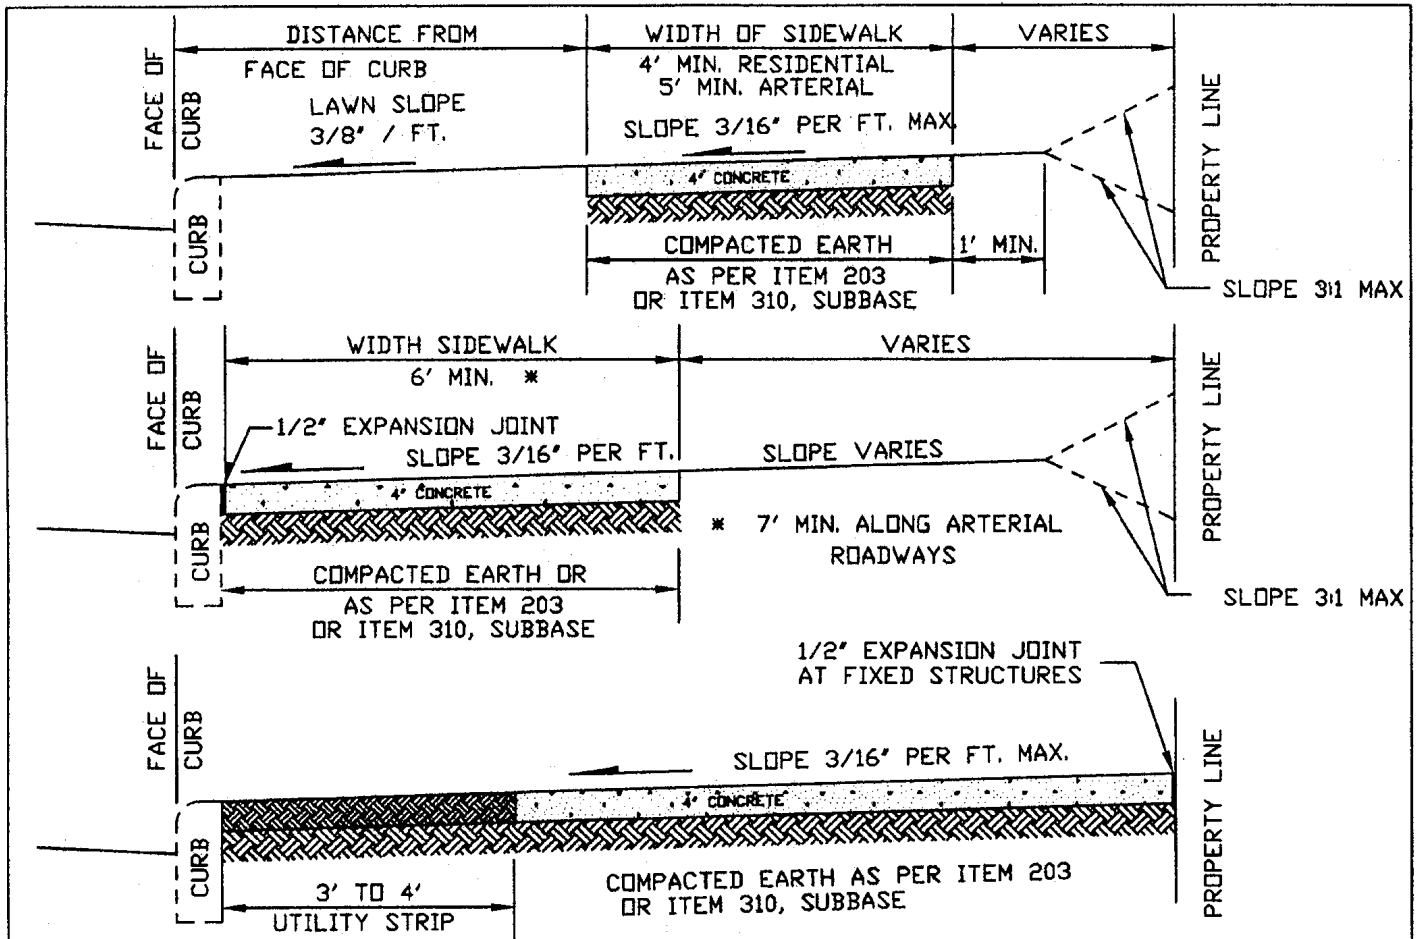 DISTANCE FROM
FACE OF CURB
WIDTH OF SIDEWALK
4' MIN. RESIDENTIAL
5' MIN. ARTERIAL
VARIES
FACE OF
CURB
LAWN SLOPE
3/8" / FT.
SLOPE 3/16" PER FT. MAX.
4" CONCRETE
PROPERTY LINE
CURB
COMPACTED EARTH
AS PER ITEM 203
OR ITEM 310, SUBBASE
1' MIN.
SLOPE 3:1 MAX
WIDTH SIDEWALK
6' MIN. *
VARIES
FACE OF
CURB
1/2" EXPANSION JOINT
SLOPE 3/16" PER FT.
SLOPE VARIES
4" CONCRETE
PROPERTY LINE
* 7' MIN. ALONG ARTERIAL
ROADWAYS
CURB
COMPACTED EARTH OR
AS PER ITEM 203
OR ITEM 310, SUBBASE
SLOPE 3:1 MAX
1/2" EXPANSION JOINT
AT FIXED STRUCTURES
FACE OF
CURB
SLOPE 3/16" PER FT. MAX.
4" CONCRETE
PROPERTY LINE
CURB
3' TO 4'
UTILITY STRIP
COMPACTED EARTH AS PER ITEM 203
OR ITEM 310, SUBBASE